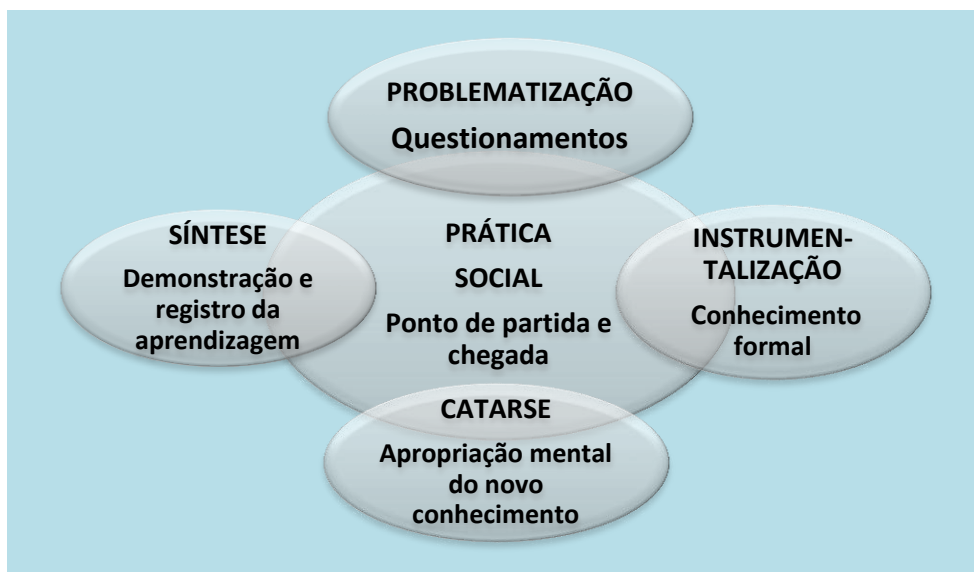 PROBLEMATIZAÇÃO
Questionamentos
SÍNTESE
Demonstração e
registro da
aprendizagem
PRÁTICA
SOCIAL
Ponto de partida e
chegada
INSTRUMEN-
TALIZAÇÃO
Conhecimento
formal
CATARSE
Apropriação mental
do novo
conhecimento